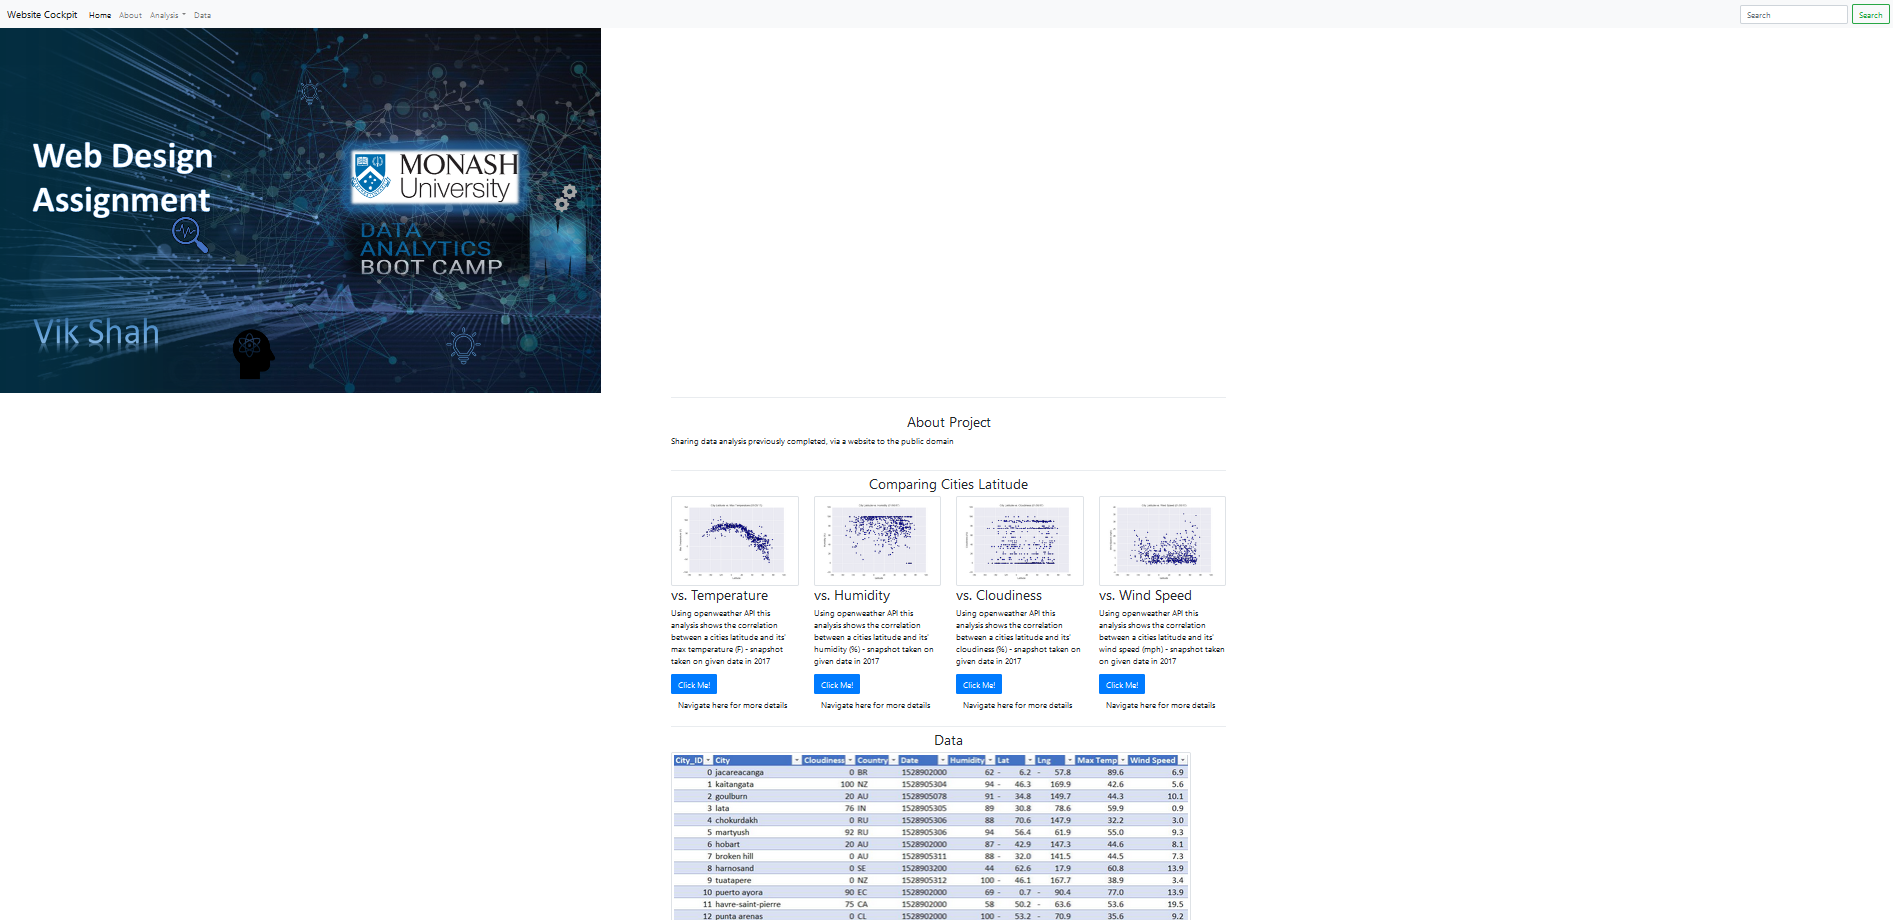 Website Cockpit Home About Analysis Data Search Search
Web Design
Assignment
MONASH
University
DATA
ANALYTICS
BOOT CAMP
Vik Shah
About Project
Sharing data analysis previously completed, via a website to the public domain
Comparing Cities Latitude
vs. Temperature
Using openweather API this
analysis shows the correlation
between a cities latitude and its'
max temperature (F) - snapshot
taken on given date in 2017
Click Me!
Navigate here for more details
vs. Humidity
Using openweather API this
analysis shows the correlation
between a cities latitude and its'
humidity (%) - snapshot taken on
given date in 2017
Click Me!
Navigate here for more details
vs. Cloudiness
Using openweather API this
analysis shows the correlation
between a cities latitude and its'
cloudiness (%) - snapshot taken on
given date in 2017
Click Me!
Navigate here for more details
vs. Wind Speed
Using openweather API this
analysis shows the correlation
between a cities latitude and its'
wind speed (mph) - snapshot taken
on given date in 2017
Click Me!
Navigate here for more details
Data
City_ID City Cloudiness Country Date Humidity Lat Lng Max Temp Wind Speed
0 jacareacanga 0 BR 1528902000 62 - 6.2 - 57.8 89.6 6.9
1 kaitangata 100 NZ 1528905304 94 - 46.3 169.9 42.6 5.6
2 goulburn 20 AU 1528905078 91 - 34.8 149.7 44.3 10.1
3 lata 76 IN 1528905305 89 30.8 78.6 59.9 0.9
4 chokurdakh 0 RU 1528905306 88 70.6 147.9 32.2 3.0
5 martyush 92 RU 1528905306 94 56.4 61.9 55.0 9.3
6 hobart 20 AU 1528902000 87 - 42.9 147.3 44.6 8.1
7 broken hill 0 AU 1528905311 88 - 32.0 141.5 44.5 7.3
8 harnosand 0 SE 1528903200 44 62.6 17.9 60.8 13.9
9 tuatapere 0 NZ 1528905312 100 - 46.1 167.7 38.9 3.4
10 puerto ayora 90 EC 1528902000 69 - 0.7 - 90.4 77.0 13.9
11 havre-saint-pierre 75 CA 1528902000 58 50.2 - 63.6 53.6 19.5
12 punta arenas 0 CL 1528902000 100 - 53.2 - 70.9 35.6 9.2